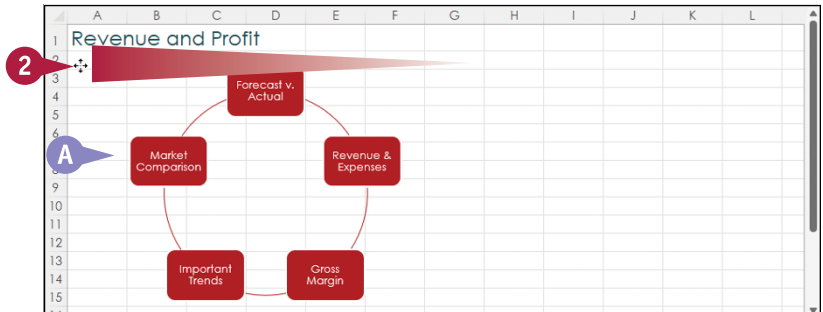 A B C D E F G H I J K L
1 Revenue and Profit
2
2
3
Forecast v.
4
Actual
5
6
A
Market
Revenue &
8
Comparison
Expenses
9
10
11
12
13
Important
Gross
14
Trends
Margin
15